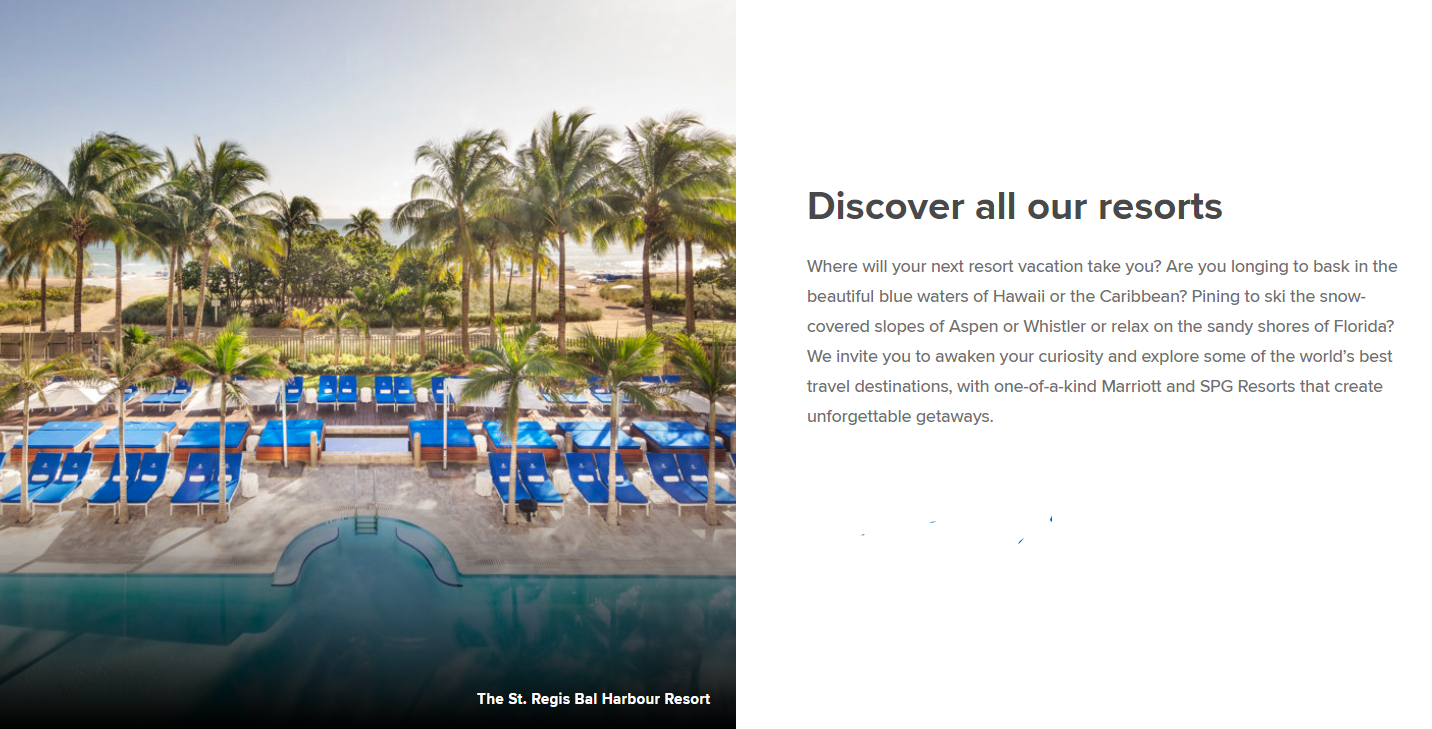 Discover all our resorts
Where will your next resort vacation take you? Are you longing to bask in the
beautiful blue waters of Hawaii or the Caribbean? Pining to ski the snow-
covered slopes of Aspen or Whistler or relax on the sandy shores of Florida?
We invite you to awaken your curiosity and explore some of the world’s best
travel destinations, with one-of-a-kind Marriott and SPG Resorts that create
unforgettable getaways.
The St. Regis Bal Harbour Resort